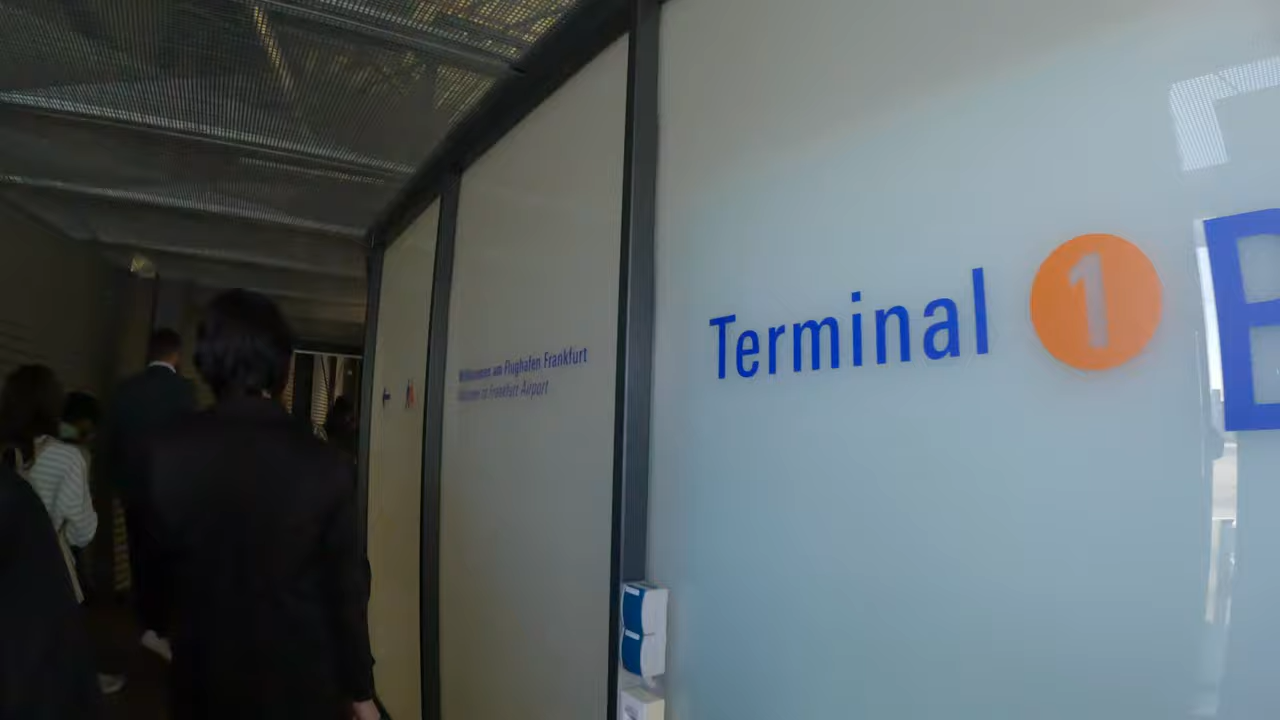 Willkommen am Flughafen Frankfurt
Welcome to Frankfurt Airport
Terminal 1 B